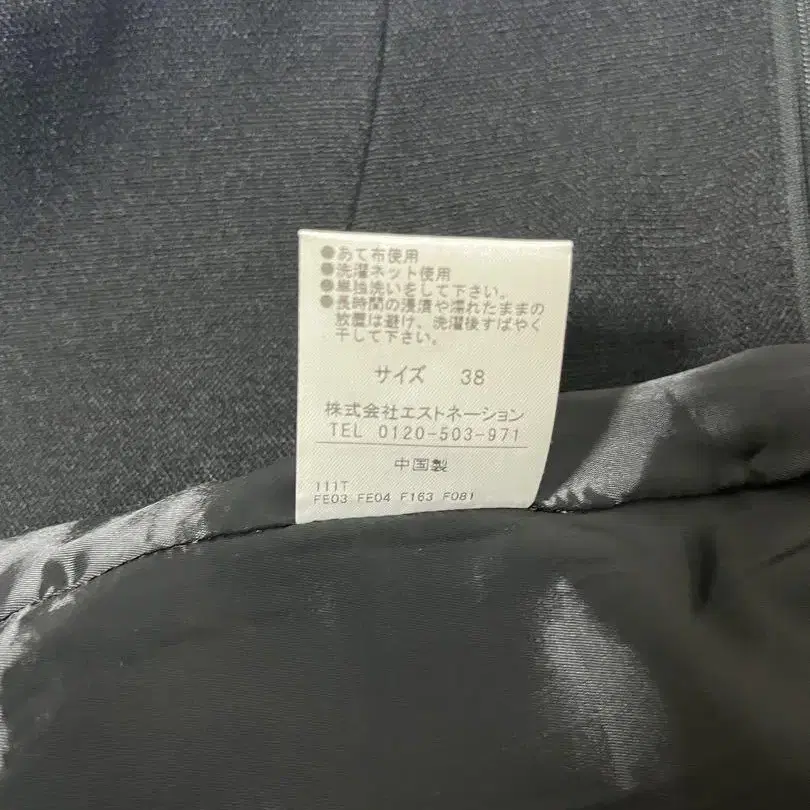 ●あて布使用
●洗濯ネット使用
●単独洗いをして下さい。
●長時間の浸漬や濡れたままの
放置は避け、洗濯後すばやく
干して下さい。
サイズ 38
株式会社エストネーション
TEL 0120-503-971
中国製
111T
FE03 FE04 F163 F081